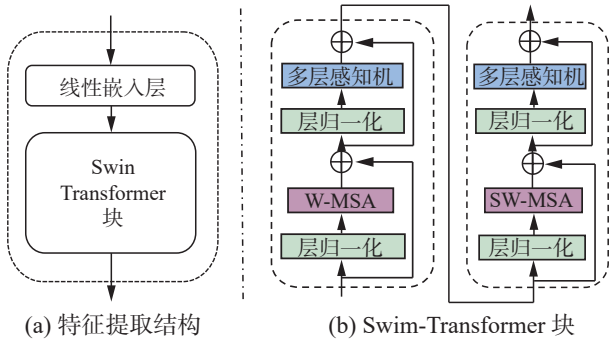 线性嵌入层
Swin
Transformer
块
(a) 特征提取结构
多层感知机
层归一化
W-MSA
层归一化
多层感知机
层归一化
SW-MSA
层归一化
(b) Swim-Transformer 块